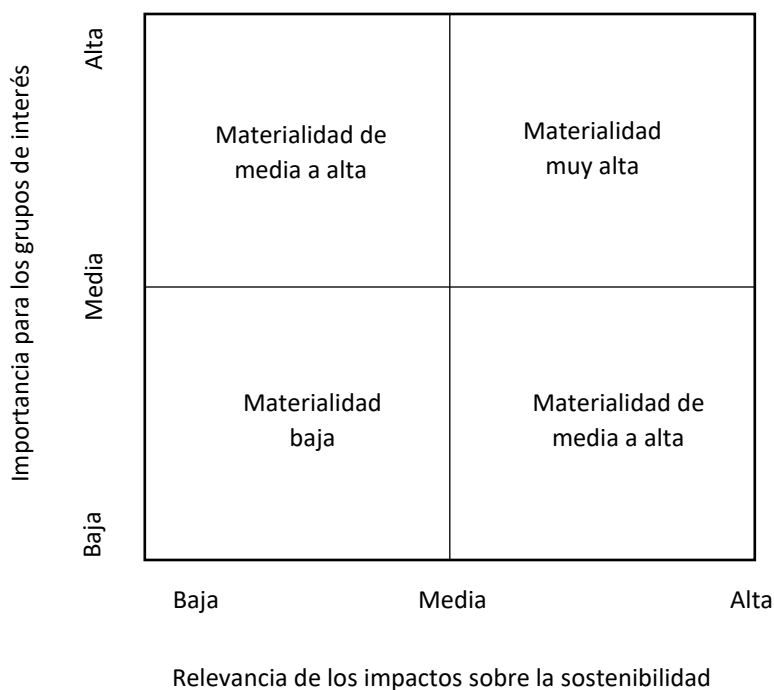 Importancia para los grupos de interés
Alta
Materialidad de
media a alta
Materialidad
muy alta
Media
Materialidad
baja
Materialidad de
media a alta
Baja
Baja
Media
Alta
Relevancia de los impactos sobre la sostenibilidad